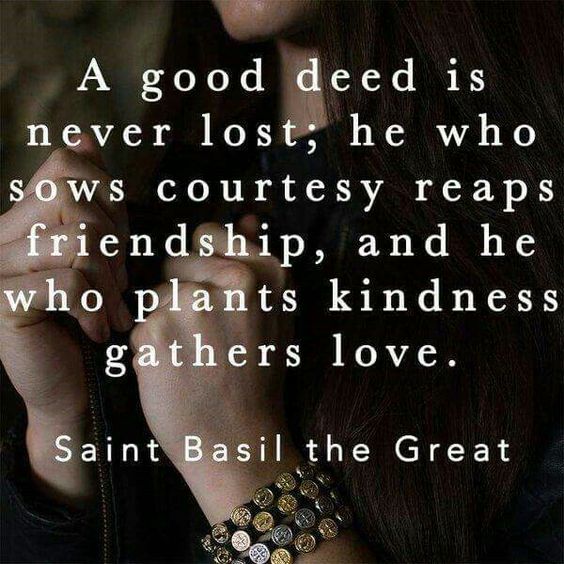 A good deed is
never lost; he who
sows courtesy reaps
friendship, and he
who plants kindness
gathers love.
Saint Basil the Great